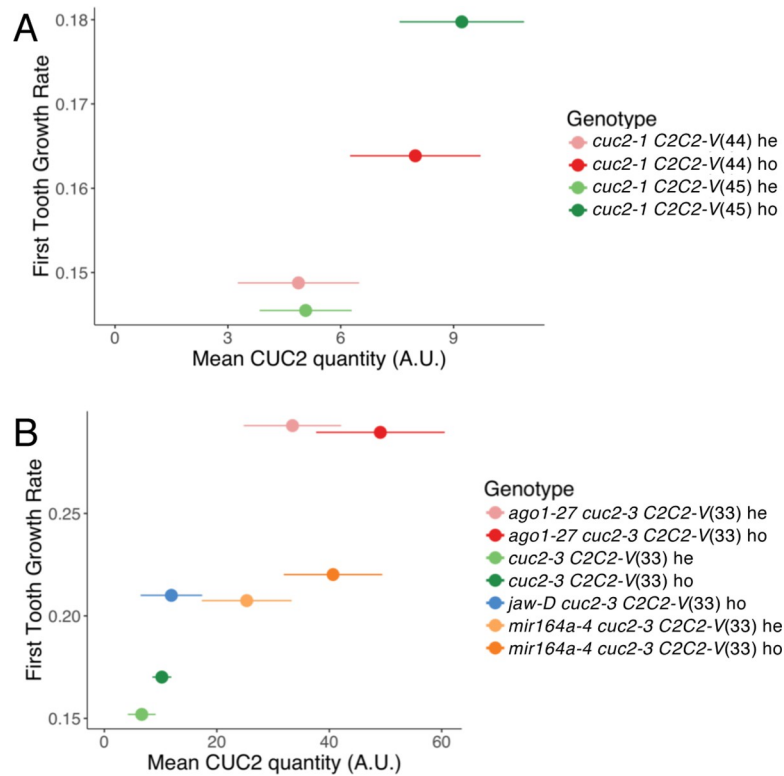 A
0.18
0.17
0.16
0.15
First Tooth Growth Rate
0 3 6 9
Mean CUC2 quantity (A.U.)
Genotype
cuc2-1 C2C2-V(44) he
cuc2-1 C2C2-V(44) ho
cuc2-1 C2C2-V(45) he
cuc2-1 C2C2-V(45) ho
B
0.25
0.20
0.15
First Tooth Growth Rate
0 20 40 60
Mean CUC2 quantity (A.U.)
Genotype
ago1-27 cuc2-3 C2C2-V(33) he
ago1-27 cuc2-3 C2C2-V(33) ho
cuc2-3 C2C2-V(33) he
cuc2-3 C2C2-V(33) ho
jaw-D cuc2-3 C2C2-V(33) ho
mir164a-4 cuc2-3 C2C2-V(33) he
mir164a-4 cuc2-3 C2C2-V(33) ho